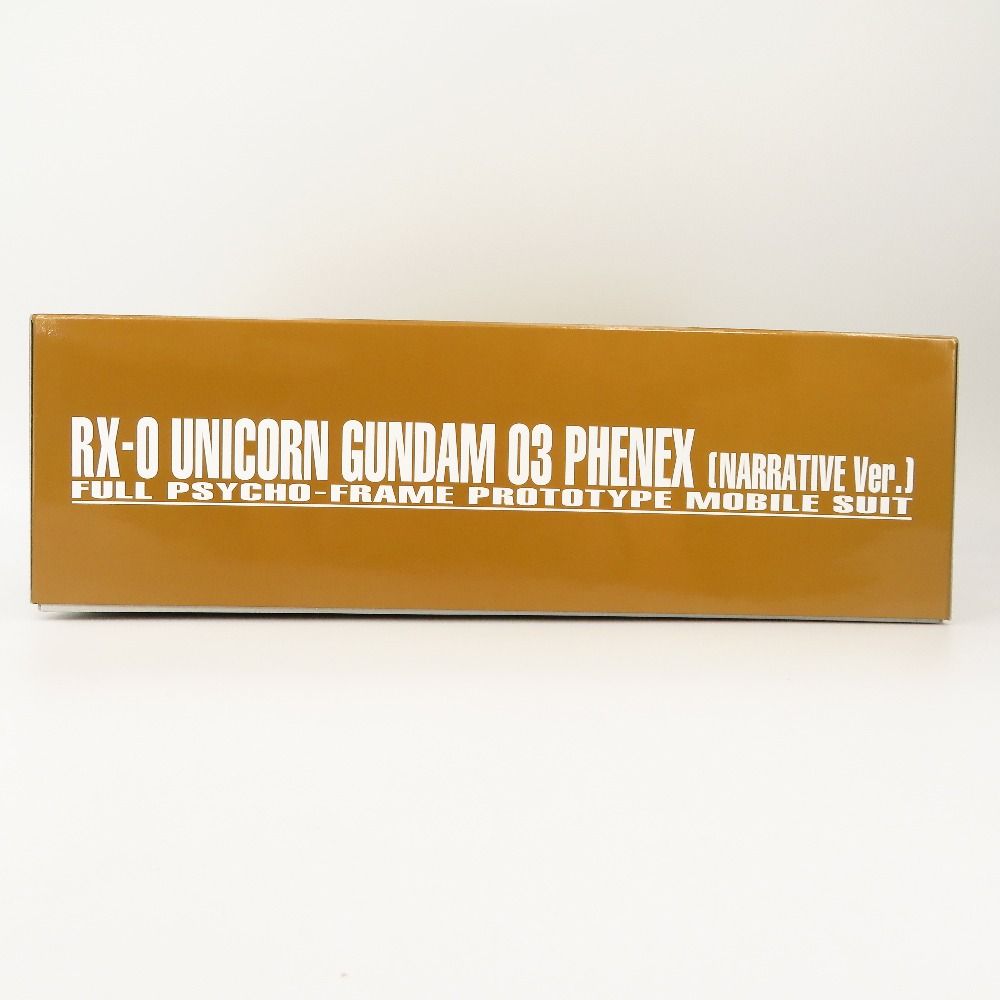 RX-0 UNICORN GUNDAM 03 PHENEX [NARRATIVE Ver.]
FULL PSYCHO-FRAME PROTOTYPE MOBILE SUIT